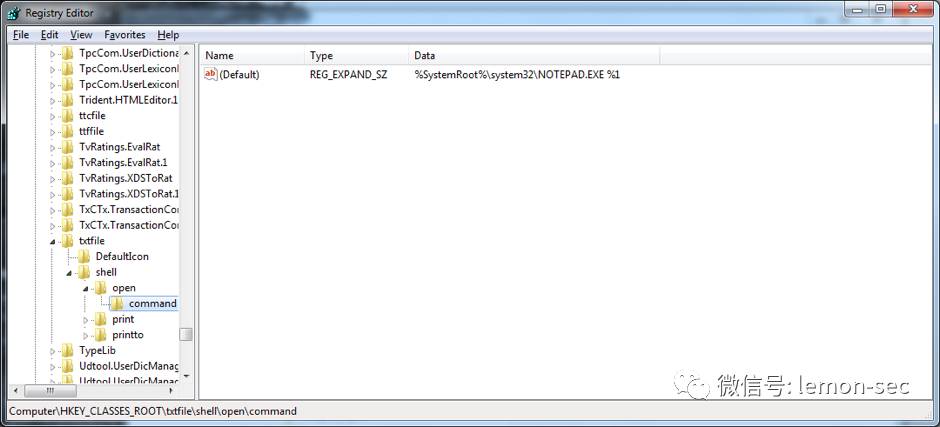 Registry Editor
File Edit View Favorites Help
Name Type Data
(Default) REG_EXPAND_SZ %SystemRoot%\system32\NOTEPAD.EXE %1
TpcCom.UserDictiona
TpcCom.UserLexiconI
TpcCom.UserLexiconI
Trident.HTMLEditor.1
ttcfile
ttffile
TvRatings.EvalRat
TvRatings.EvalRat.1
TvRatings.XDSToRat
TvRatings.XDSToRat.1
TxCTx.TransactionCo
TxCTx.TransactionCo
txtfile
DefaultIcon
shell
open
command
print
printto
TypeLib
Udtool.UserDicManag
Udtool.UserDicManag
微信号: lemon-sec
Computer\HKEY_CLASSES_ROOT\txtfile\shell\open\command